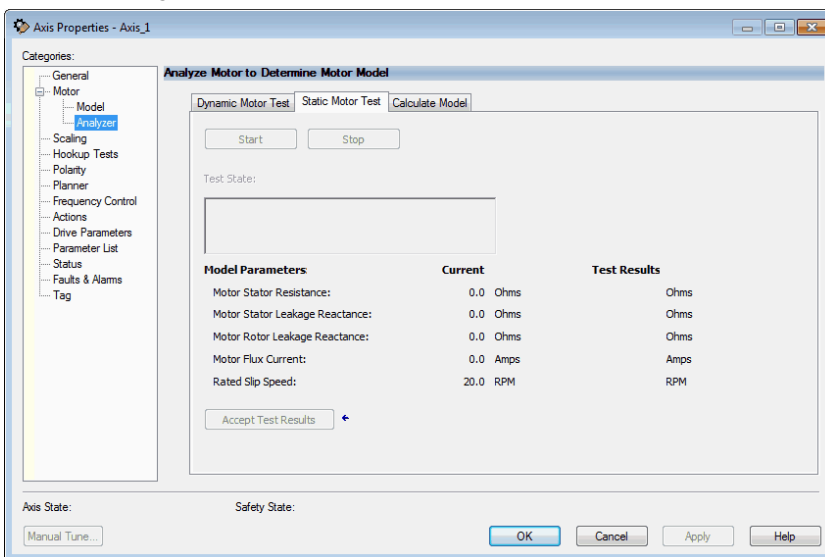 Axis Properties - Axis_1
Categories:
General
Motor
Model
Analyzer
Scaling
Hookup Tests
Polarity
Planner
Frequency Control
Actions
Drive Parameters
Parameter List
Status
Faults & Alarms
Tag
Analyze Motor to Determine Motor Model
Dynamic Motor Test Static Motor Test Calculate Model
Start Stop
Test State:
Model Parameters: Current Test Results
Motor Stator Resistance: 0.0 Ohms Ohms
Motor Stator Leakage Reactance: 0.0 Ohms Ohms
Motor Rotor Leakage Reactance: 0.0 Ohms Ohms
Motor Flux Current: 0.0 Amps Amps
Rated Slip Speed: 20.0 RPM RPM
Accept Test Results
Axis State: Safety State:
Manual Tune... OK Cancel Apply Help